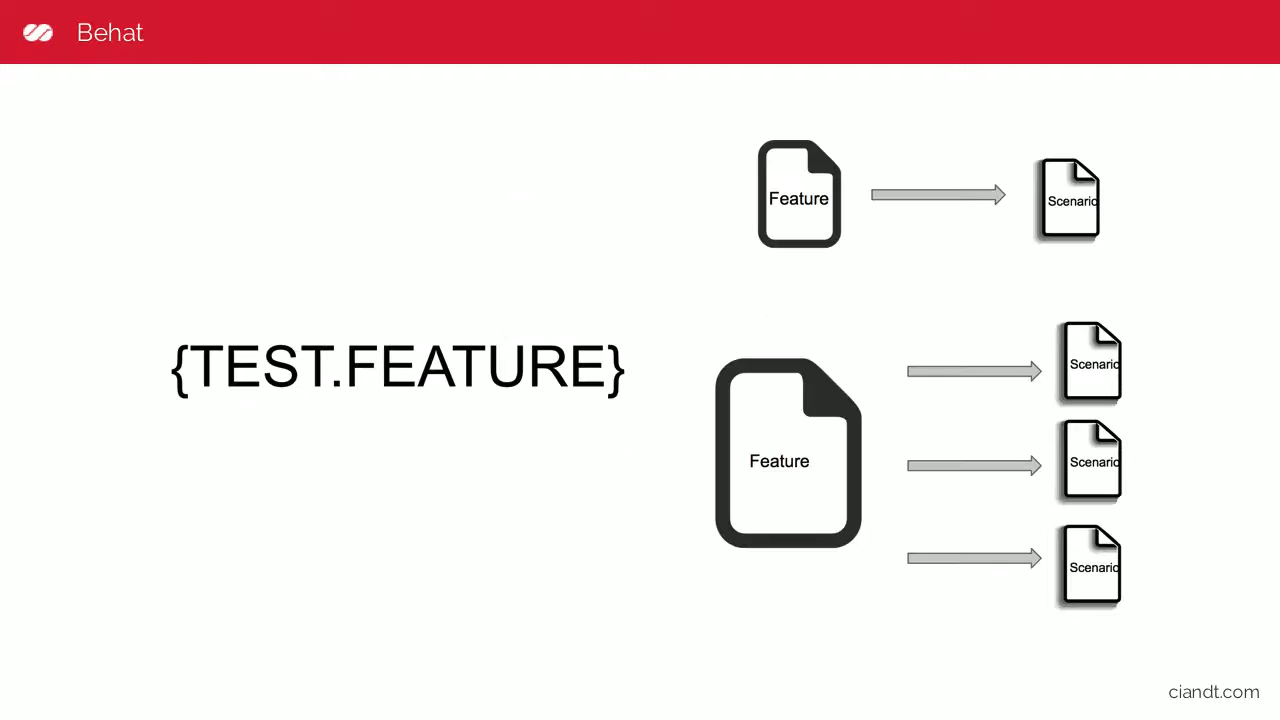 Behat
Feature
Scenario
{TEST.FEATURE}
Feature
Scenario
Scenario
Scenario
ciandt.com